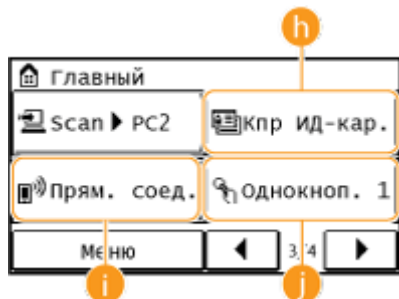 h
Главный
Scan▶ PC2
Кпр ИД-кар.
Прям. соед.
Однокноп. 1
Меню ◀ 3/4 ▶
i
j